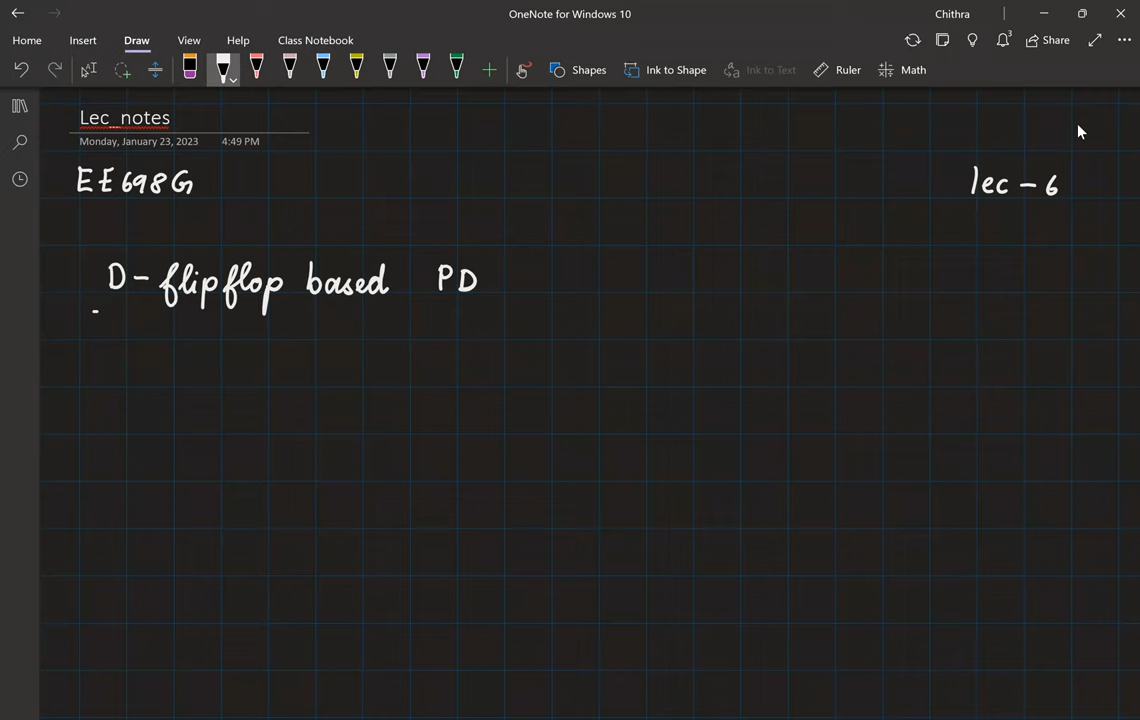 OneNote for Windows 10
Chithra
Home Insert Draw View Help Class Notebook
3 Share
Shapes Ink to Shape Ink to Text Ruler Math
Lec_notes
Monday, January 23, 2023 4:49 PM
EE698G lec - 6
D-flipflop based PD